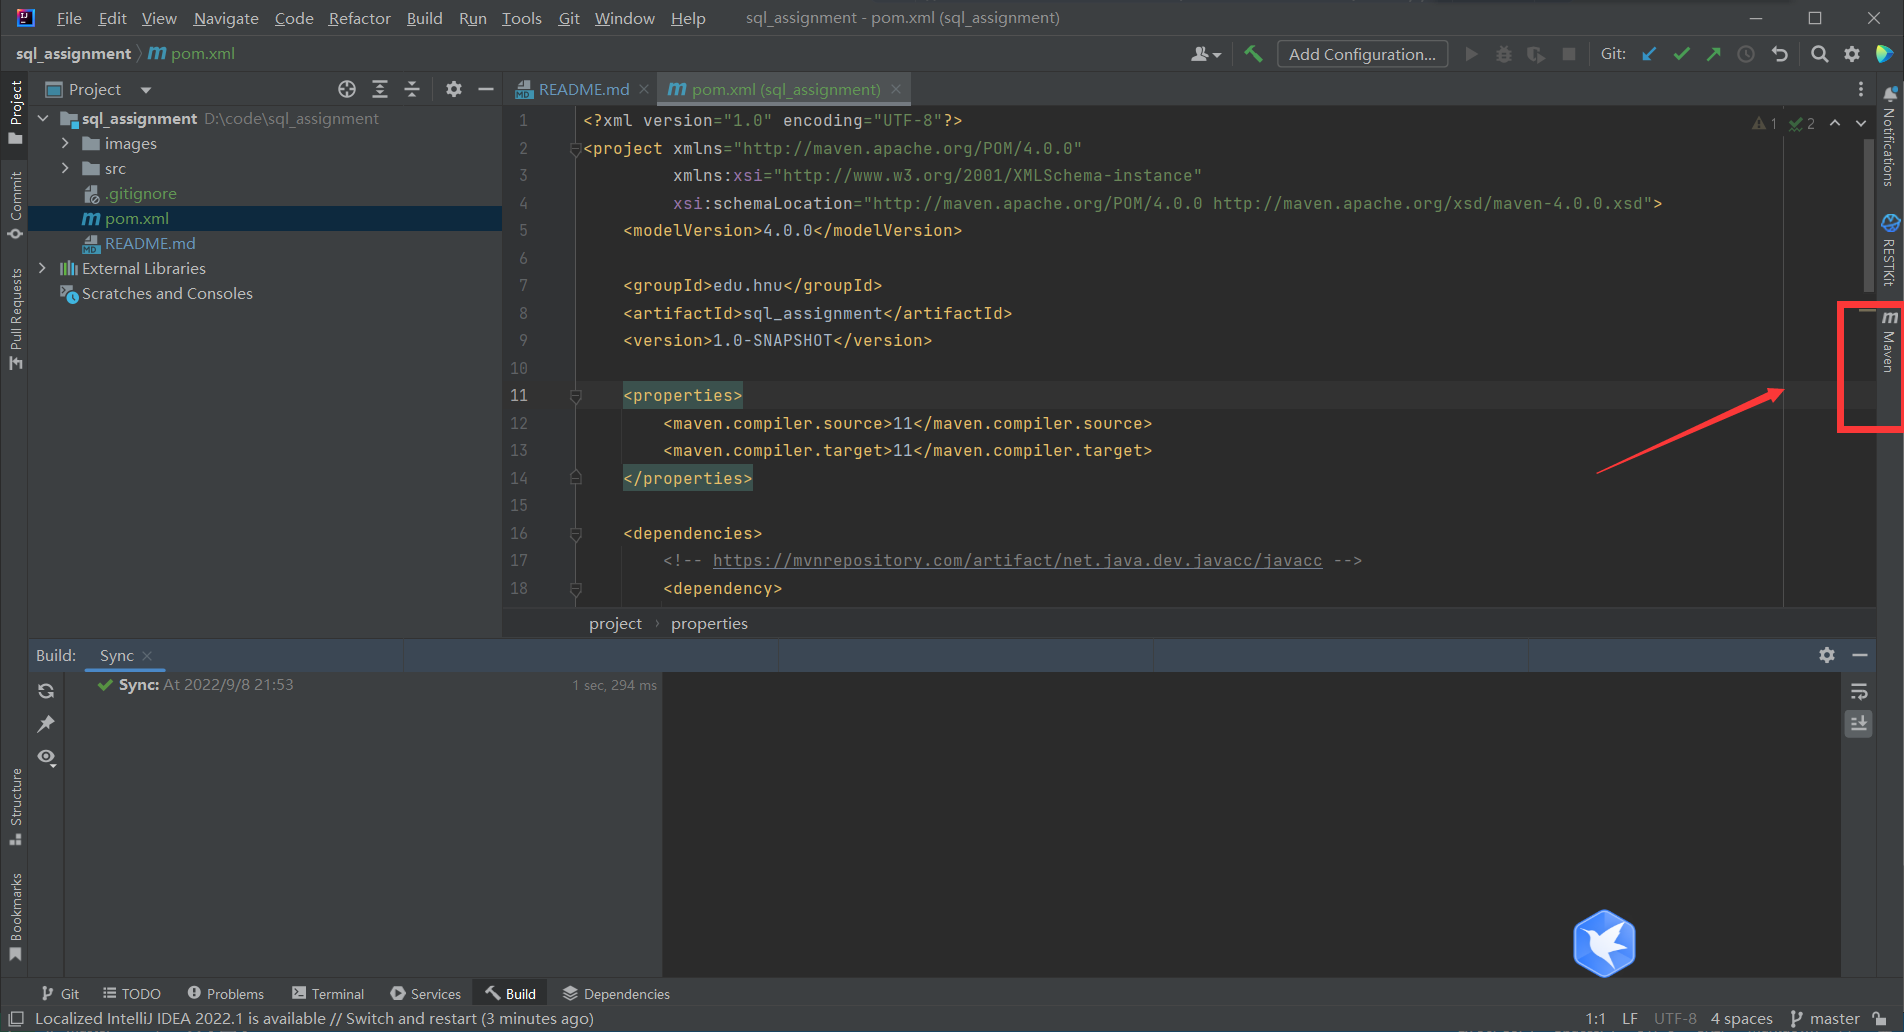 File Edit View Navigate Code Refactor Build Run Tools Git Window Help sql_assignment - pom.xml (sql_assignment)
sql_assignment m pom.xml
Add Configuration... Git:
Project
Commit
Pull Requests
Structure
Bookmarks
Project
sql_assignment D:\code\sql_assignment
images
src
.gitignore
m pom.xml
MD README.md
External Libraries
Scratches and Consoles
MD README.md m pom.xml (sql_assignment)
1 <?xml version="1.0" encoding="UTF-8"?>
2 <project xmlns="http://maven.apache.org/POM/4.0.0"
3 xmlns:xsi="http://www.w3.org/2001/XMLSchema-instance"
4 xsi:schemaLocation="http://maven.apache.org/POM/4.0.0 http://maven.apache.org/xsd/maven-4.0.0.xsd">
5 <modelVersion>4.0.0</modelVersion>
6
7 <groupId>edu.hnu</groupId>
8 <artifactId>sql_assignment</artifactId>
9 <version>1.0-SNAPSHOT</version>
10
11 <properties>
12 <maven.compiler.source>11</maven.compiler.source>
13 <maven.compiler.target>11</maven.compiler.target>
14 </properties>
15
16 <dependencies>
17 <!-- https://mvnrepository.com/artifact/net.java.dev.javacc/javacc -->
18 <dependency>
1 2
project › properties
Notifications
RESTKit
m Maven
Build: Sync
Sync: At 2022/9/8 21:53 1 sec, 294 ms
Git TODO Problems Terminal Services Build Dependencies
Localized IntelliJ IDEA 2022.1 is available // Switch and restart (3 minutes ago)
1:1 LF UTF-8 4 spaces master